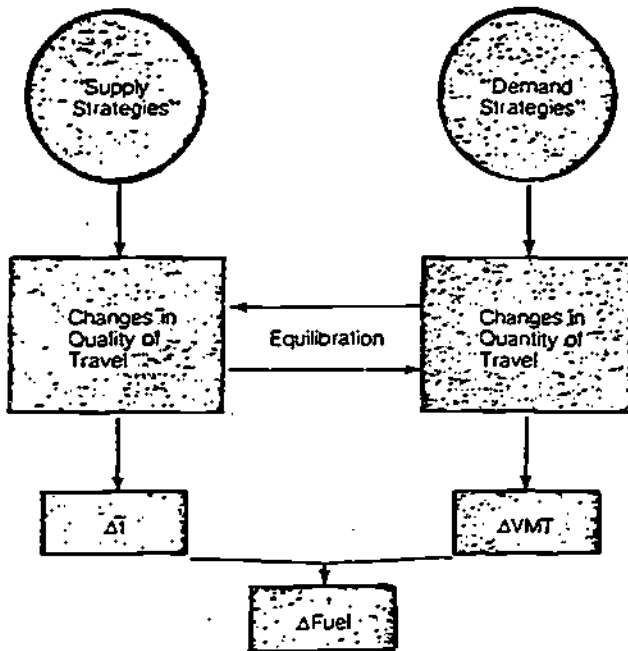 "Supply
Strategies"
"Demand
Strategies"
Changes in
Quality of
Travel
Equilibration
Changes in
Quantity of
Travel
ΔVMT
ΔFuel